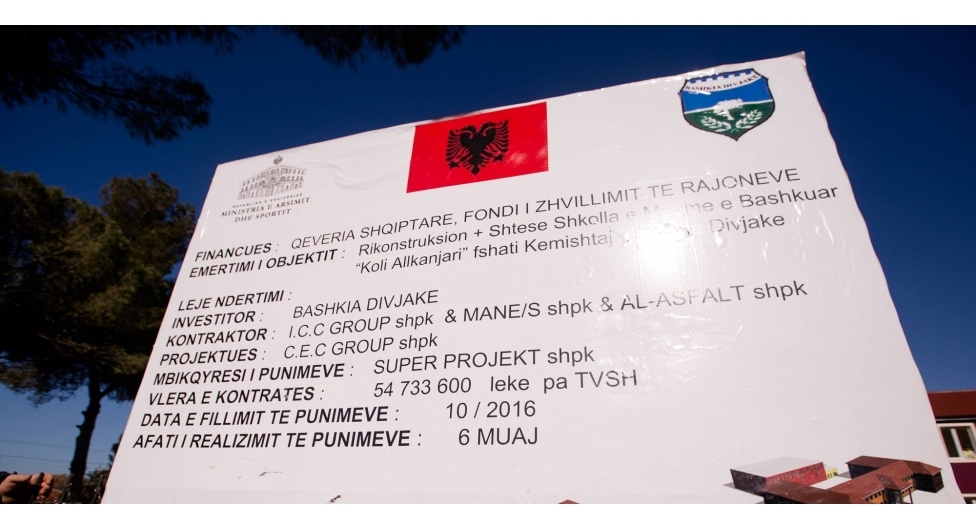 BASHKIA DIVJAKË
REPUBLIKA E SHQIPERISE
MINISTRIA E ARSIMIT
DHE SPORTIT
FINANCUES : QEVERIA SHQIPTARE, FONDI I ZHVILLIMIT TE RAJONEVE
EMERTIMI I OBJEKTIT : Rikonstruksion + Shtese Shkolla e e Bashkuar
"Koli Allkanjari" fshati Kemishtaj Divjake
LEJE NDERTIMI :
INVESTITOR : BASHKIA DIVJAKE
KONTRAKTOR : I.C.C GROUP shpk & MANE/S shpk & AL-ASFALT shpk
PROJEKTUES : C.E.C GROUP shpk
MBIKQYRESI I PUNIMEVE : SUPER PROJEKT shpk
VLERA E KONTRATES : 54 733 600 leke pa TVSH
DATA E FILLIMIT TE PUNIMEVE : 10 / 2016
AFATI I REALIZIMIT TE PUNIMEVE : 6 MUAJ